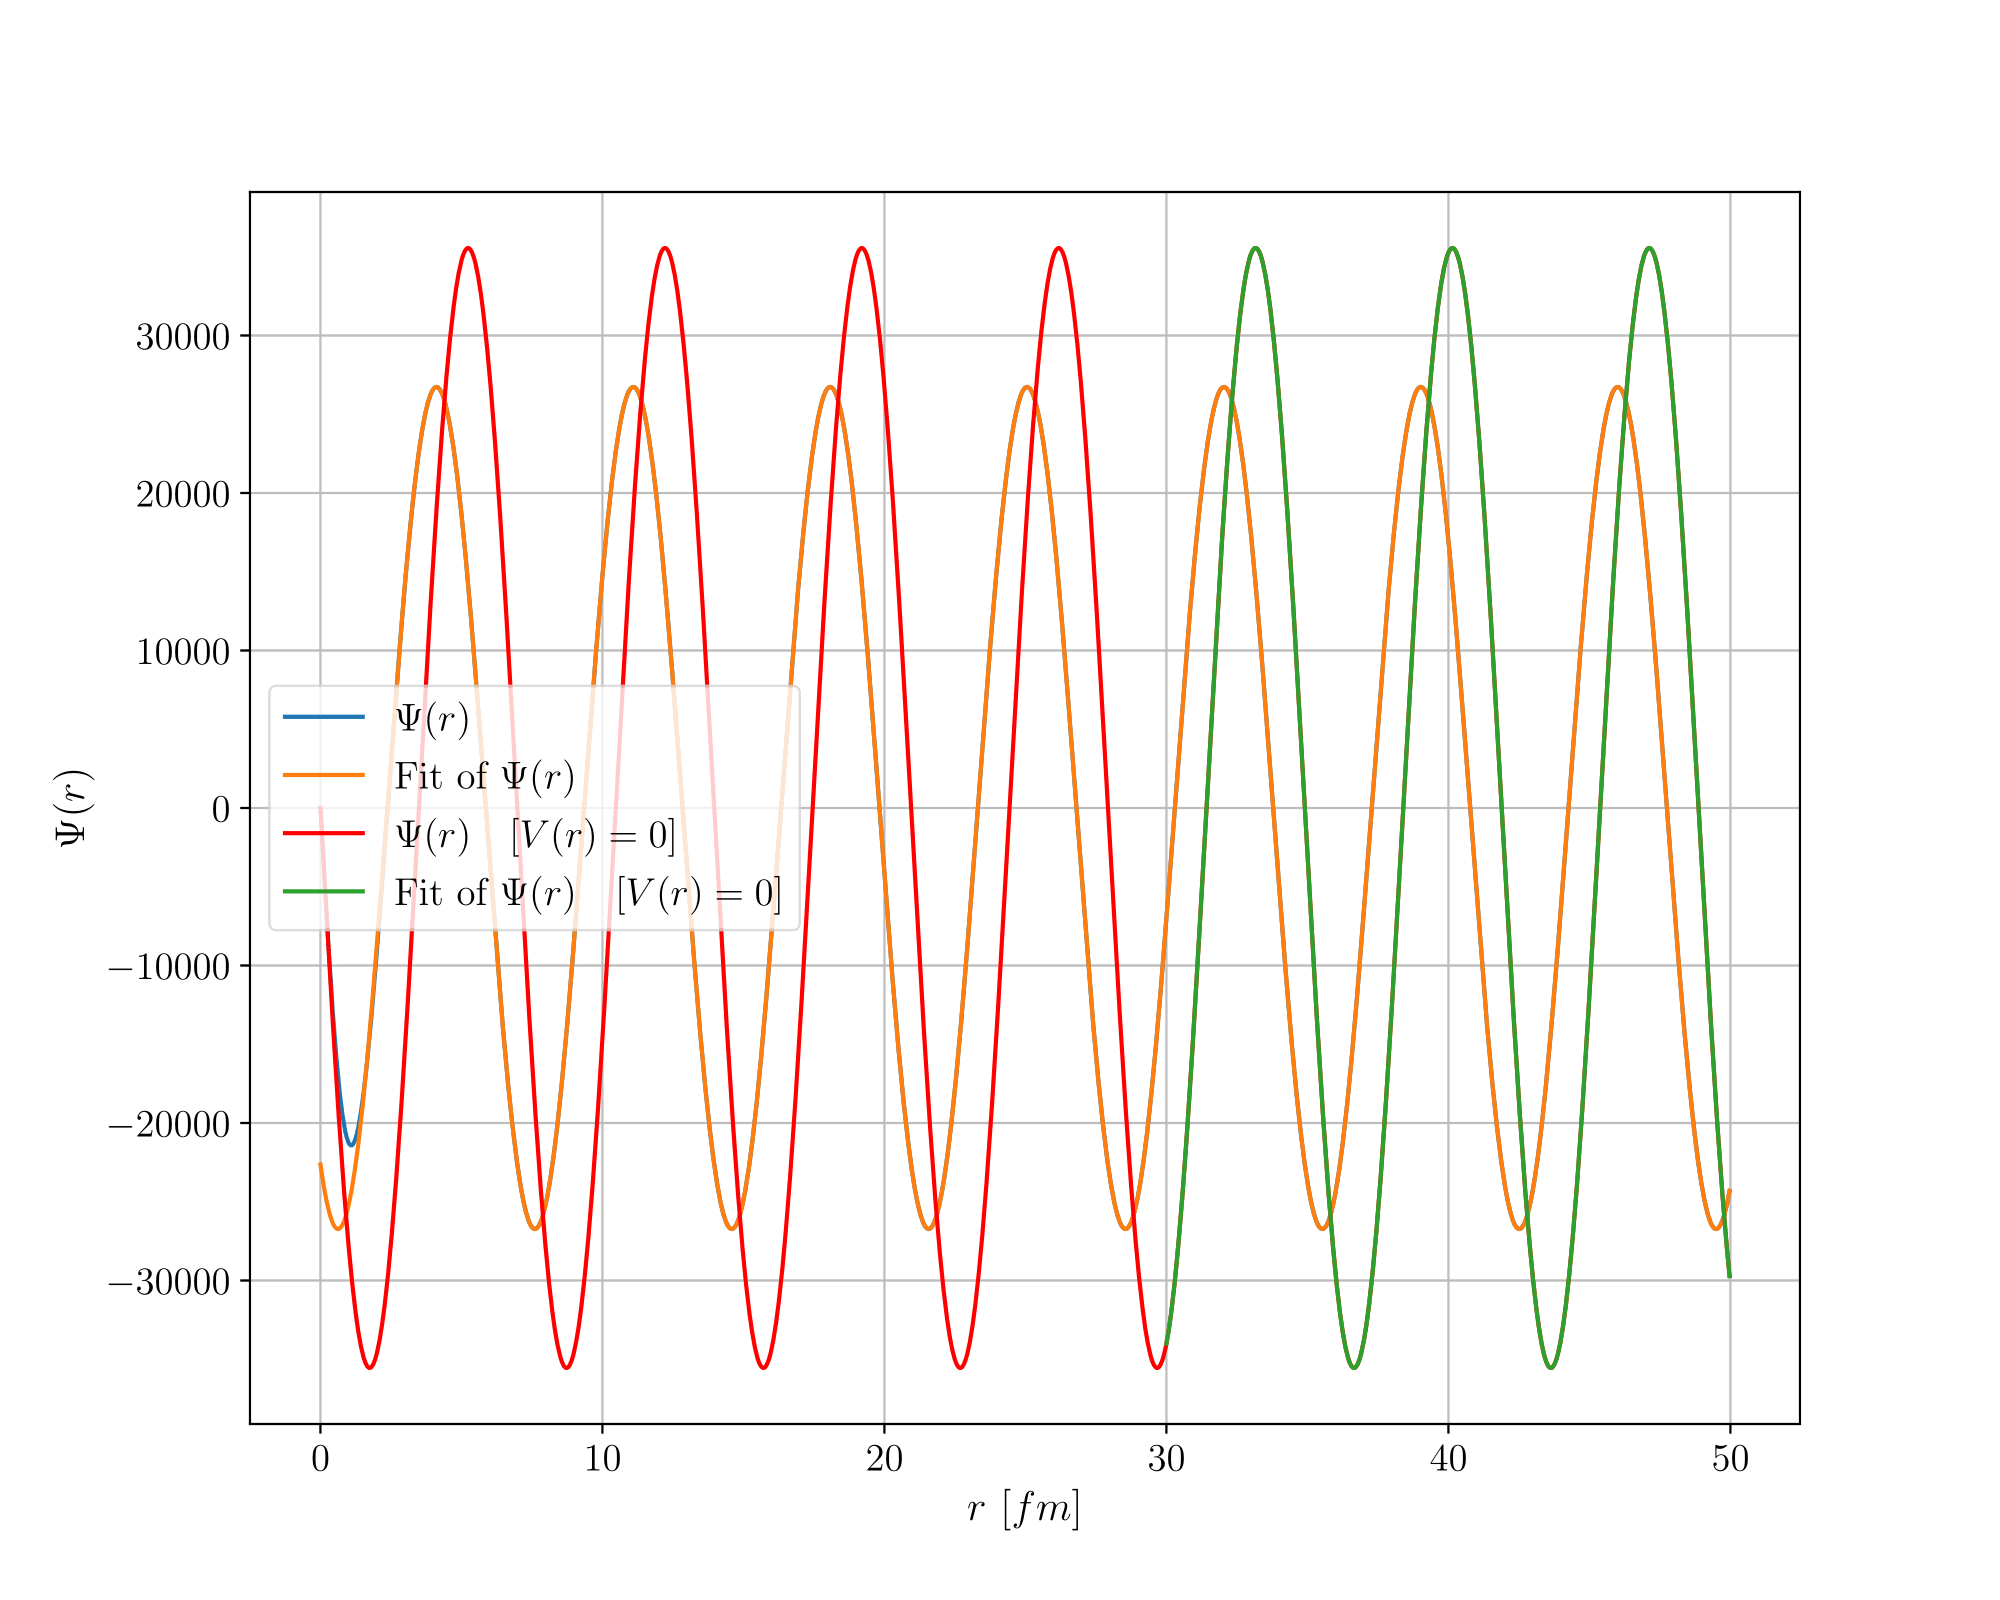 Ψ(r)
30000
20000
10000
0
−10000
−20000
−30000
Ψ(r)
Fit of Ψ(r)
Ψ(r) [V(r) = 0]
Fit of Ψ(r) [V(r) = 0]
0 10 20 30 40 50
r [fm]